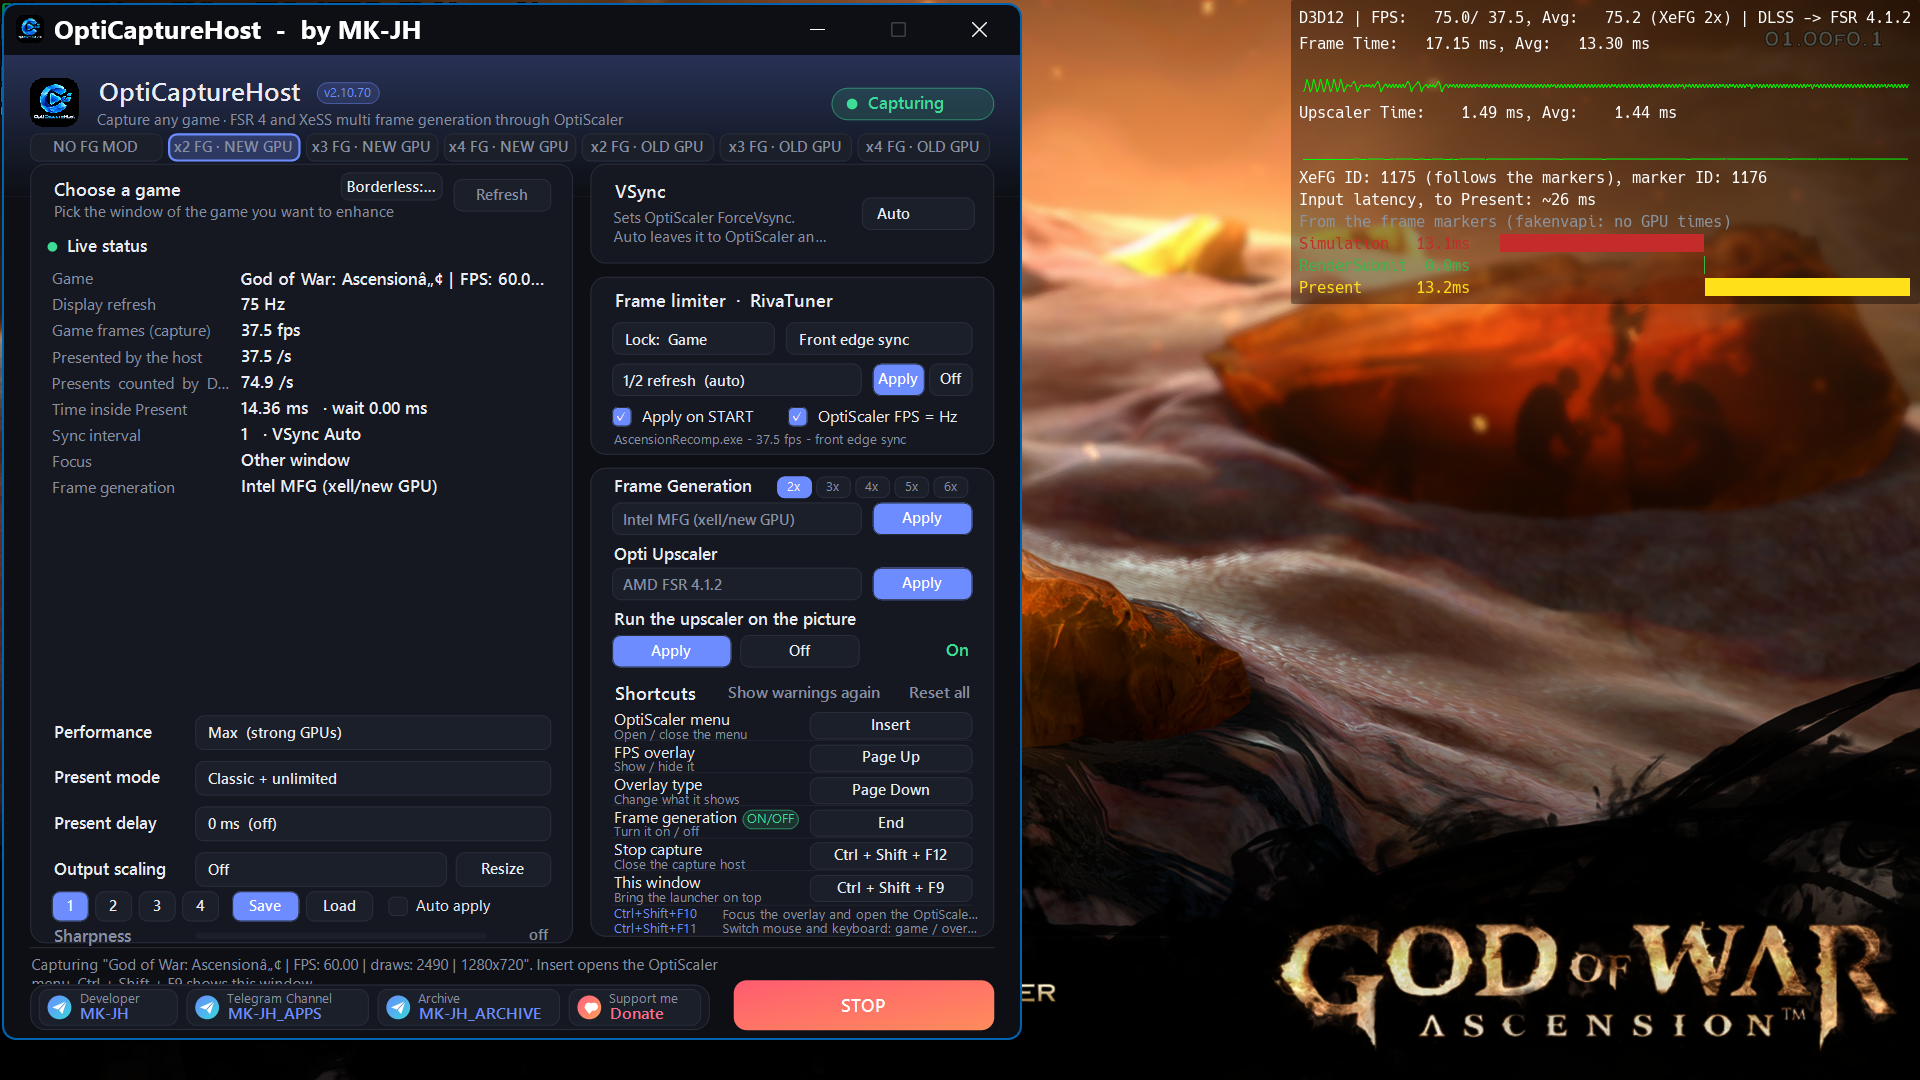 OptiCaptureHost - by MK-JH
OptiCaptureHost v2.10.70
Capture any game · FSR 4 and XeSS multi frame generation through OptiScaler
Capturing
NO FG MOD
x2 FG · NEW GPU
x3 FG · NEW GPU
x4 FG · NEW GPU
x2 FG · OLD GPU
x3 FG · OLD GPU
x4 FG · OLD GPU
Choose a game
Pick the window of the game you want to enhance
Borderless:...
Refresh
Live status
Game God of War: Ascensionâ„¢ | FPS: 60.0...
Display refresh 75 Hz
Game frames (capture) 37.5 fps
Presented by the host 37.5 /s
Presents counted by D... 74.9 /s
Time inside Present 14.36 ms · wait 0.00 ms
Sync interval 1 · VSync Auto
Focus Other window
Frame generation Intel MFG (xell/new GPU)
Performance Max (strong GPUs)
Present mode Classic + unlimited
Present delay 0 ms (off)
Output scaling Off Resize
1 2 3 4 Save Load Auto apply
Sharpness off
VSync
Sets OptiScaler ForceVsync.
Auto leaves it to OptiScaler an...
Auto
Frame limiter · RivaTuner
Lock: Game Front edge sync
1/2 refresh (auto) Apply Off
Apply on START OptiScaler FPS = Hz
AscensionRecomp.exe - 37.5 fps - front edge sync
Frame Generation 2x 3x 4x 5x 6x
Intel MFG (xell/new GPU) Apply
Opti Upscaler
AMD FSR 4.1.2 Apply
Run the upscaler on the picture
Apply Off On
Shortcuts Show warnings again Reset all
OptiScaler menu Insert
Open / close the menu
FPS overlay Page Up
Show / hide it
Overlay type Page Down
Change what it shows
Frame generation ON/OFF End
Turn it on / off
Stop capture Ctrl + Shift + F12
Close the capture host
This window Ctrl + Shift + F9
Bring the launcher on top
Ctrl+Shift+F10 Focus the overlay and open the OptiScale...
Ctrl+Shift+F11 Switch mouse and keyboard: game / over...
Capturing "God of War: Ascensionâ„¢ | FPS: 60.00 | draws: 2490 | 1280x720". Insert opens the OptiScaler
menu, Ctrl + Shift + F9 shows this window
Developer
MK-JH
Telegram Channel
MK-JH_APPS
Archive
MK-JH_ARCHIVE
Support me
Donate
STOP
D3D12 | FPS: 75.0/ 37.5, Avg: 75.2 (XeFG 2x) | DLSS -> FSR 4.1.2
Frame Time: 17.15 ms, Avg: 13.30 ms
01.00F0.1
Upscaler Time: 1.49 ms, Avg: 1.44 ms
XeFG ID: 1175 (follows the markers), marker ID: 1176
Input latency, to Present: ~26 ms
From the frame markers (fakenvapi: no GPU times)
Simulation 13.1ms
RenderSubmit 0.0ms
Present 13.2ms
ER
GOD OF WAR
ASCENSION™